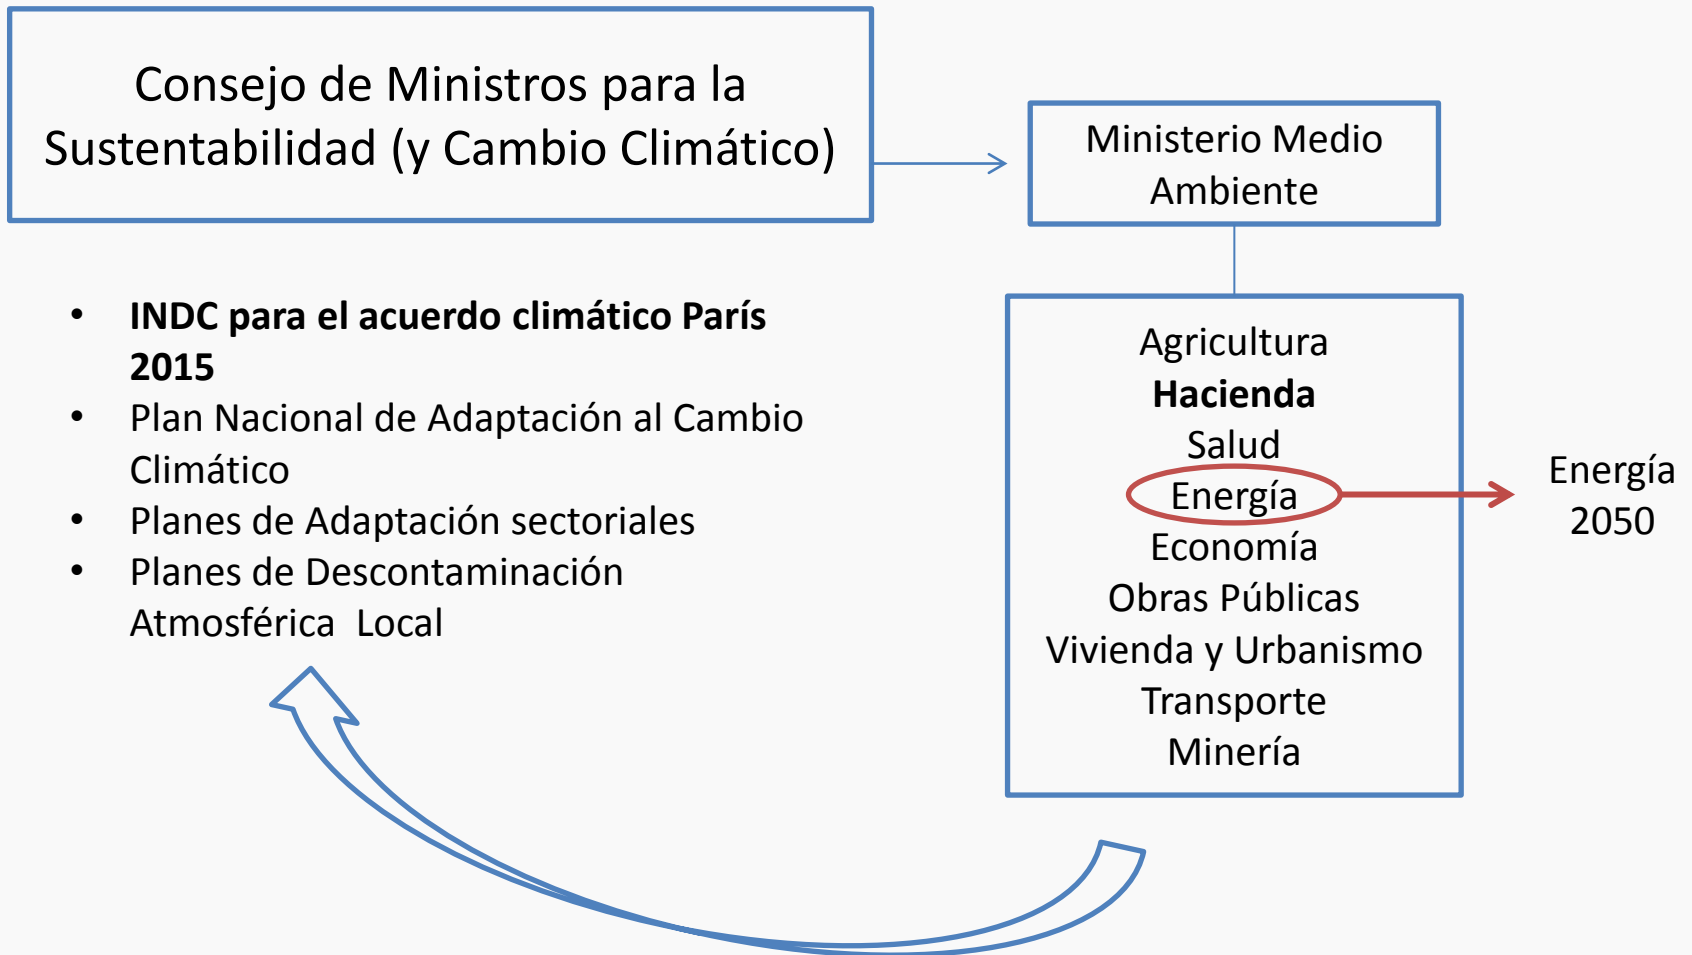 Consejo de Ministros para la
Sustentabilidad (y Cambio Climático)
Ministerio Medio
Ambiente
• INDC para el acuerdo climático París
2015
• Plan Nacional de Adaptación al Cambio
Climático
• Planes de Adaptación sectoriales
• Planes de Descontaminación
Atmosférica  Local
Agricultura
Hacienda
Salud
Energía
Economía
Obras Públicas
Vivienda y Urbanismo
Transporte
Minería
Energía
2050